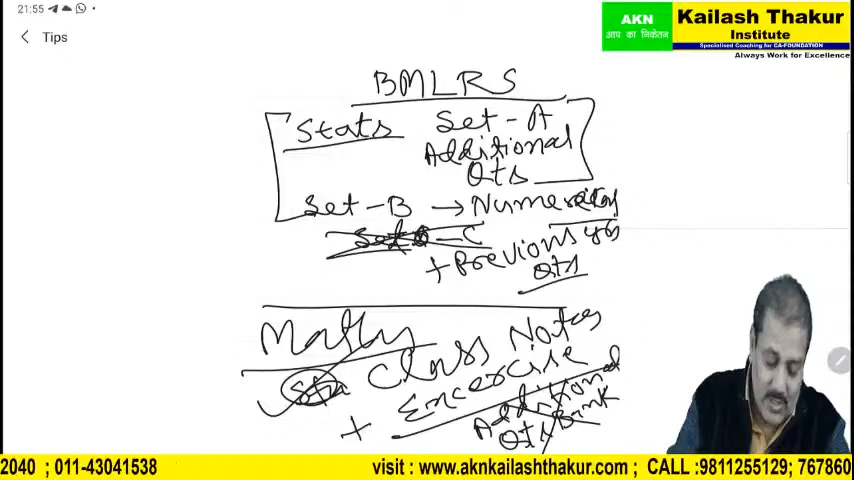 21:55
Tips
AKN
आप का निकेतन
Kailash Thakur
Institute
Specialised Coaching for CA-FOUNDATION
Always Work for Excellence
BMLRS
Stats Set-A
Additional
Qts
Set-B → Numerical
+ Previous yrs
Qts
Maths
Class Notes
Excercise
+ Additional
Qts Bank
2040 ; 011-43041538 visit : www.aknkailashthakur.com ; CALL :9811255129; 767860